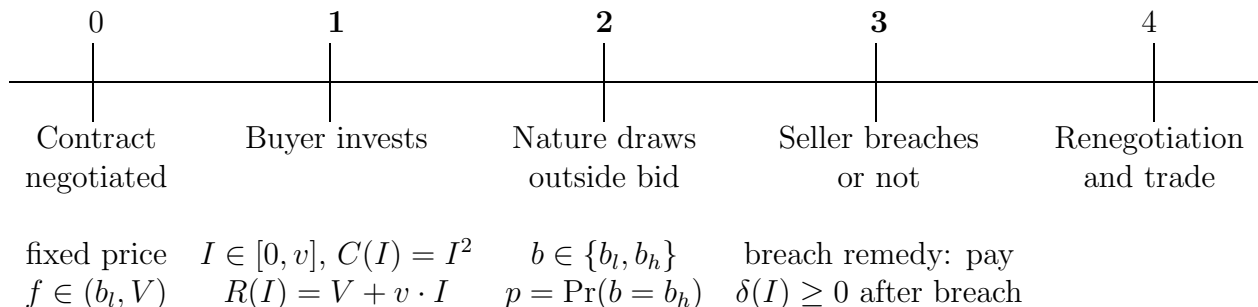 0 1 2 3 4
Contract Buyer invests Nature draws Seller breaches Renegotiation
negotiated outside bid or not and trade
fixed price I ∈ [0, v], C(I) = I² b ∈ {b_l, b_h} breach remedy: pay
f ∈ (b_l, V) R(I) = V + v · I p = Pr(b = b_h) δ(I) ≥ 0 after breach